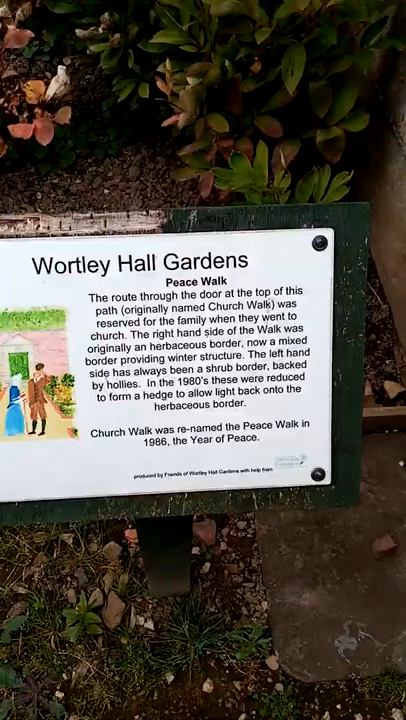 Wortley Hall Gardens
Peace Walk
The route through the door at the top of this
path (originally named Church Walk) was
reserved for the family when they went to
church. The right hand side of the Walk was
originally an herbaceous border, now a mixed
border providing winter structure. The left hand
side has always been a shrub border, backed
by hollies. In the 1980's these were reduced
to form a hedge to allow light back onto the
herbaceous border.
Church Walk was re-named the Peace Walk in
1986, the Year of Peace.
produced by Friends of Wortley Hall Gardens with help from